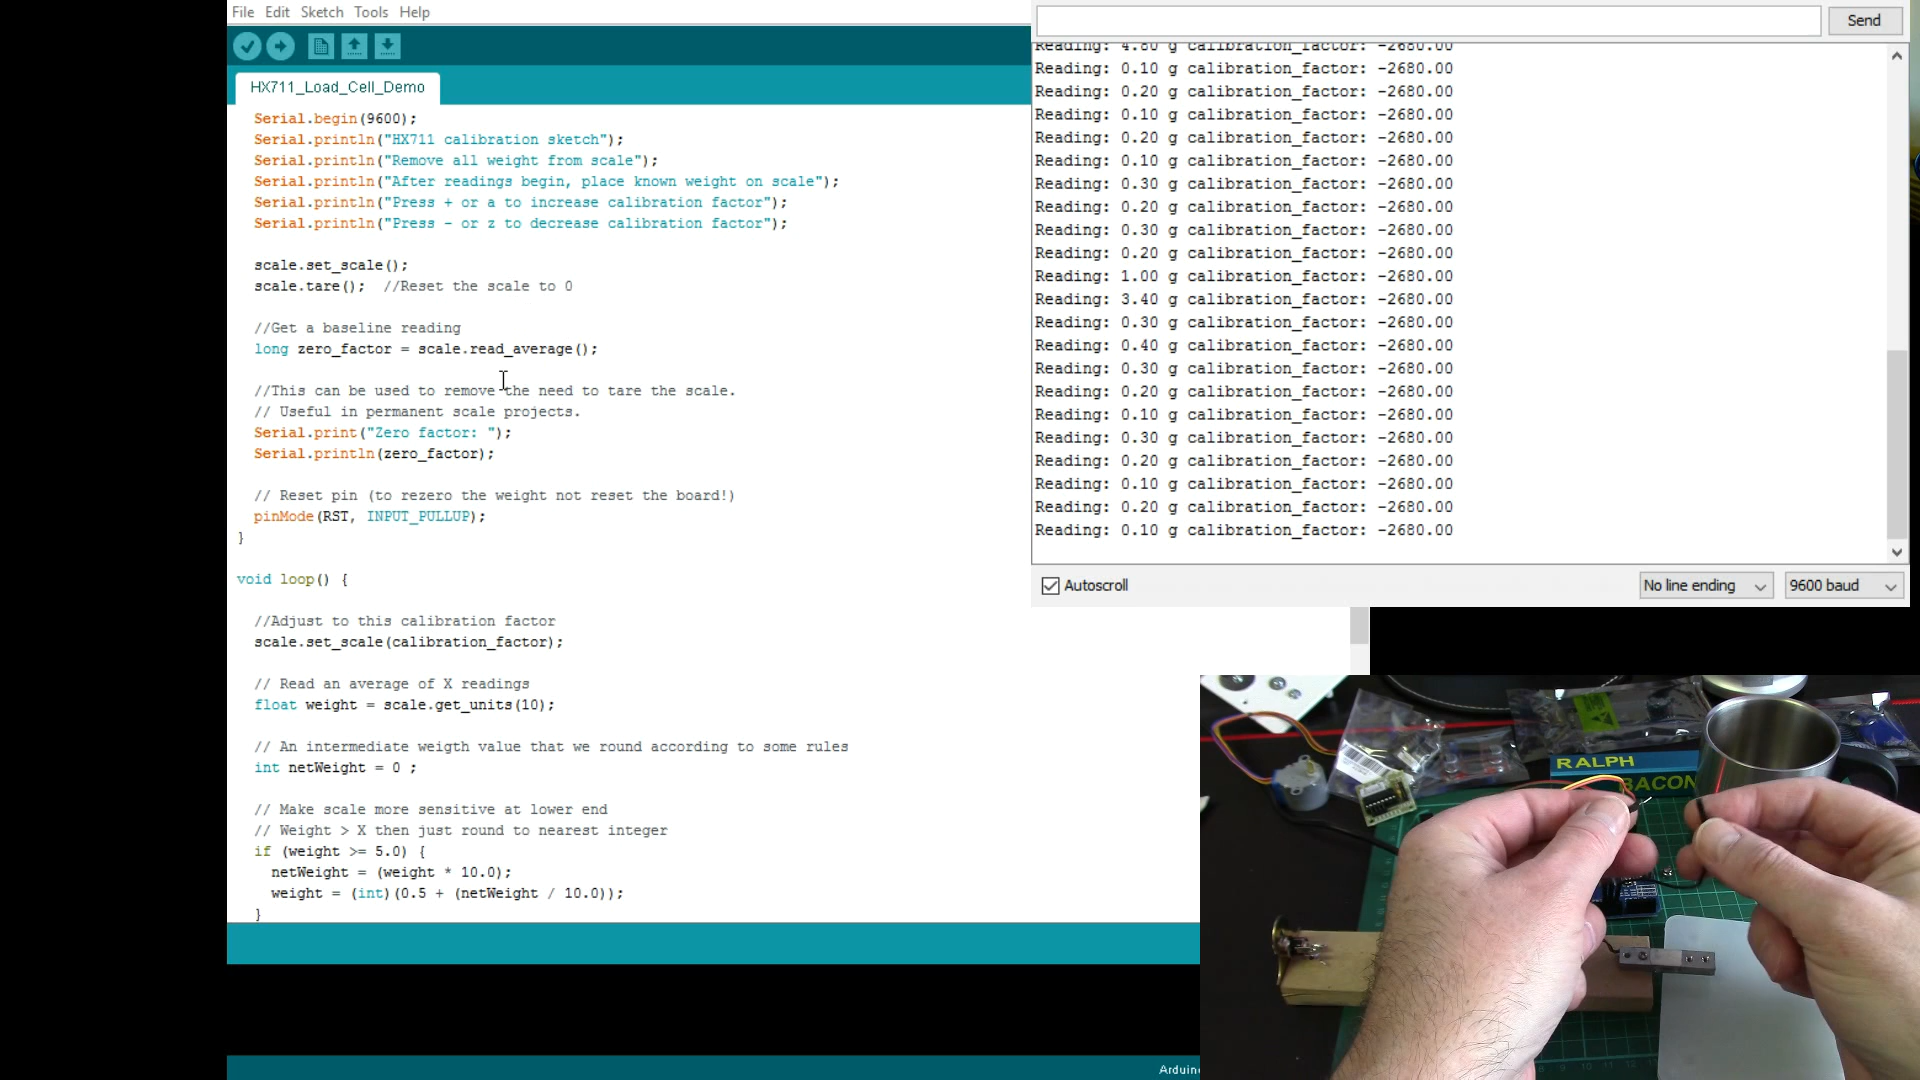 File Edit Sketch Tools Help
HX711_Load_Cell_Demo
Serial.begin(9600);
Serial.println("HX711 calibration sketch");
Serial.println("Remove all weight from scale");
Serial.println("After readings begin, place known weight on scale");
Serial.println("Press + or a to increase calibration factor");
Serial.println("Press - or z to decrease calibration factor");
scale.set_scale();
scale.tare();  //Reset the scale to 0
//Get a baseline reading
long zero_factor = scale.read_average();
//This can be used to remove the need to tare the scale.
// Useful in permanent scale projects.
Serial.print("Zero factor: ");
Serial.println(zero_factor);
// Reset pin (to rezero the weight not reset the board!)
pinMode(RST, INPUT_PULLUP);
}
void loop() {
//Adjust to this calibration factor
scale.set_scale(calibration_factor);
// Read an average of X readings
float weight = scale.get_units(10);
// An intermediate weigth value that we round according to some rules
int netWeight = 0 ;
// Make scale more sensitive at lower end
// Weight > X then just round to nearest integer
if (weight >= 5.0) {
netWeight = (weight * 10.0);
weight = (int)(0.5 + (netWeight / 10.0));
}
Send
Reading: 4.80 g calibration_factor: -2680.00
Reading: 0.10 g calibration_factor: -2680.00
Reading: 0.20 g calibration_factor: -2680.00
Reading: 0.10 g calibration_factor: -2680.00
Reading: 0.20 g calibration_factor: -2680.00
Reading: 0.10 g calibration_factor: -2680.00
Reading: 0.30 g calibration_factor: -2680.00
Reading: 0.20 g calibration_factor: -2680.00
Reading: 0.30 g calibration_factor: -2680.00
Reading: 0.20 g calibration_factor: -2680.00
Reading: 1.00 g calibration_factor: -2680.00
Reading: 3.40 g calibration_factor: -2680.00
Reading: 0.30 g calibration_factor: -2680.00
Reading: 0.40 g calibration_factor: -2680.00
Reading: 0.30 g calibration_factor: -2680.00
Reading: 0.20 g calibration_factor: -2680.00
Reading: 0.10 g calibration_factor: -2680.00
Reading: 0.30 g calibration_factor: -2680.00
Reading: 0.20 g calibration_factor: -2680.00
Reading: 0.10 g calibration_factor: -2680.00
Reading: 0.20 g calibration_factor: -2680.00
Reading: 0.10 g calibration_factor: -2680.00
Autoscroll
No line ending
9600 baud
RALPH
BACON
Arduin